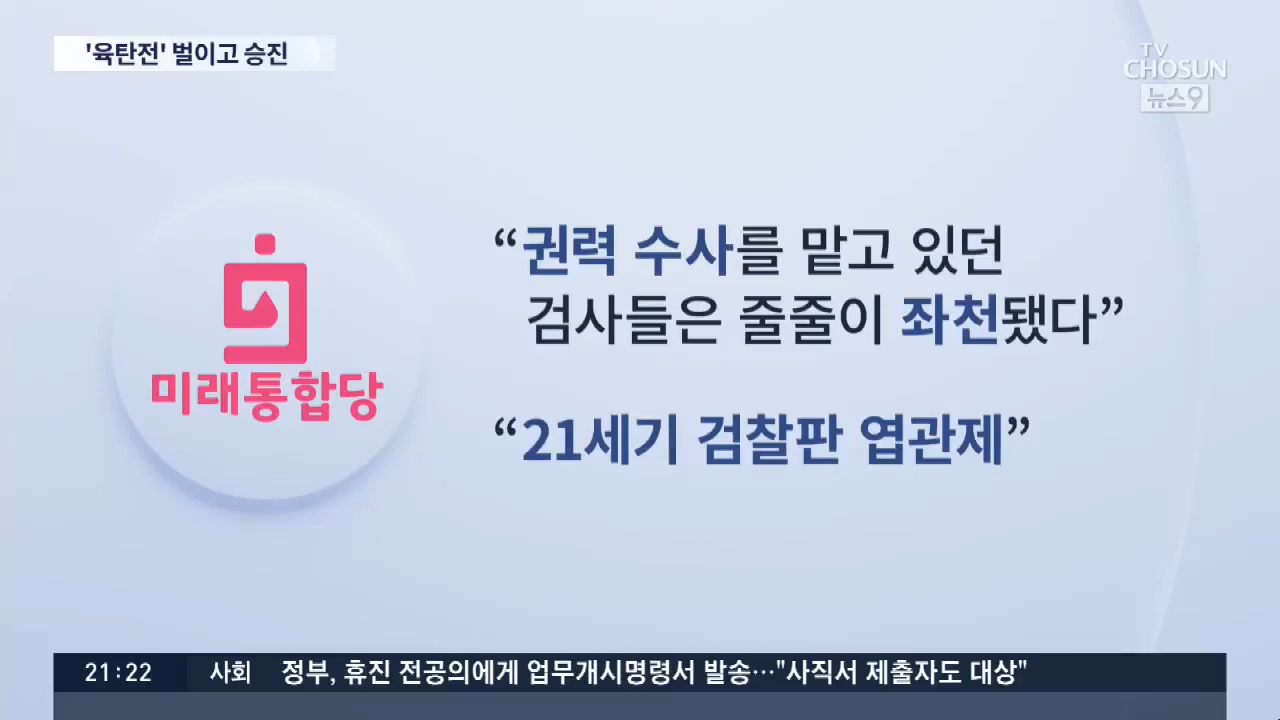 '육탄전' 벌이고 승진
TV
CHOSUN
뉴스9
“권력 수사를 맡고 있던
검사들은 줄줄이 좌천됐다”
미래통합당
“21세기 검찰판 엽관제”
21:22 사회 정부, 휴진 전공의에게 업무개시명령서 발송…"사직서 제출자도 대상"